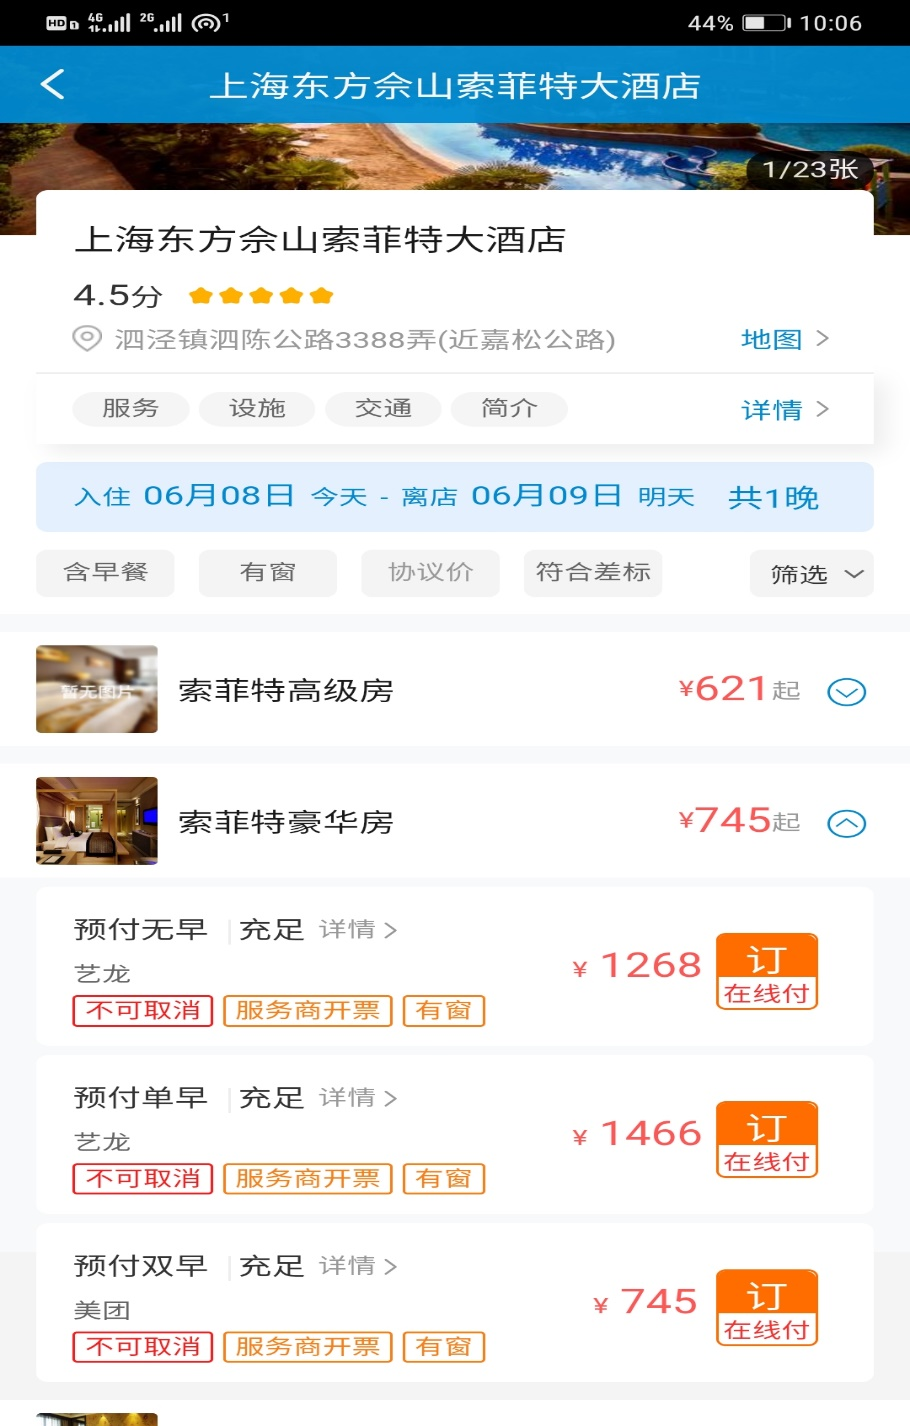 HD 1 4G 2G 1 44% 10:06
上海东方佘山索菲特大酒店
1/23张
上海东方佘山索菲特大酒店
4.5分
泗泾镇泗陈公路3388弄(近嘉松公路) 地图
服务 设施 交通 简介 详情
入住 06月08日 今天 - 离店 06月09日 明天 共1晚
含早餐 有窗 协议价 符合差标 筛选
暂无图片
索菲特高级房 ¥621起
索菲特豪华房 ¥745起
预付无早 充足 详情
¥ 1268 订
艺龙
在线付
不可取消 服务商开票 有窗
预付单早 充足 详情
¥ 1466 订
艺龙
在线付
不可取消 服务商开票 有窗
预付双早 充足 详情
¥ 745 订
美团
在线付
不可取消 服务商开票 有窗